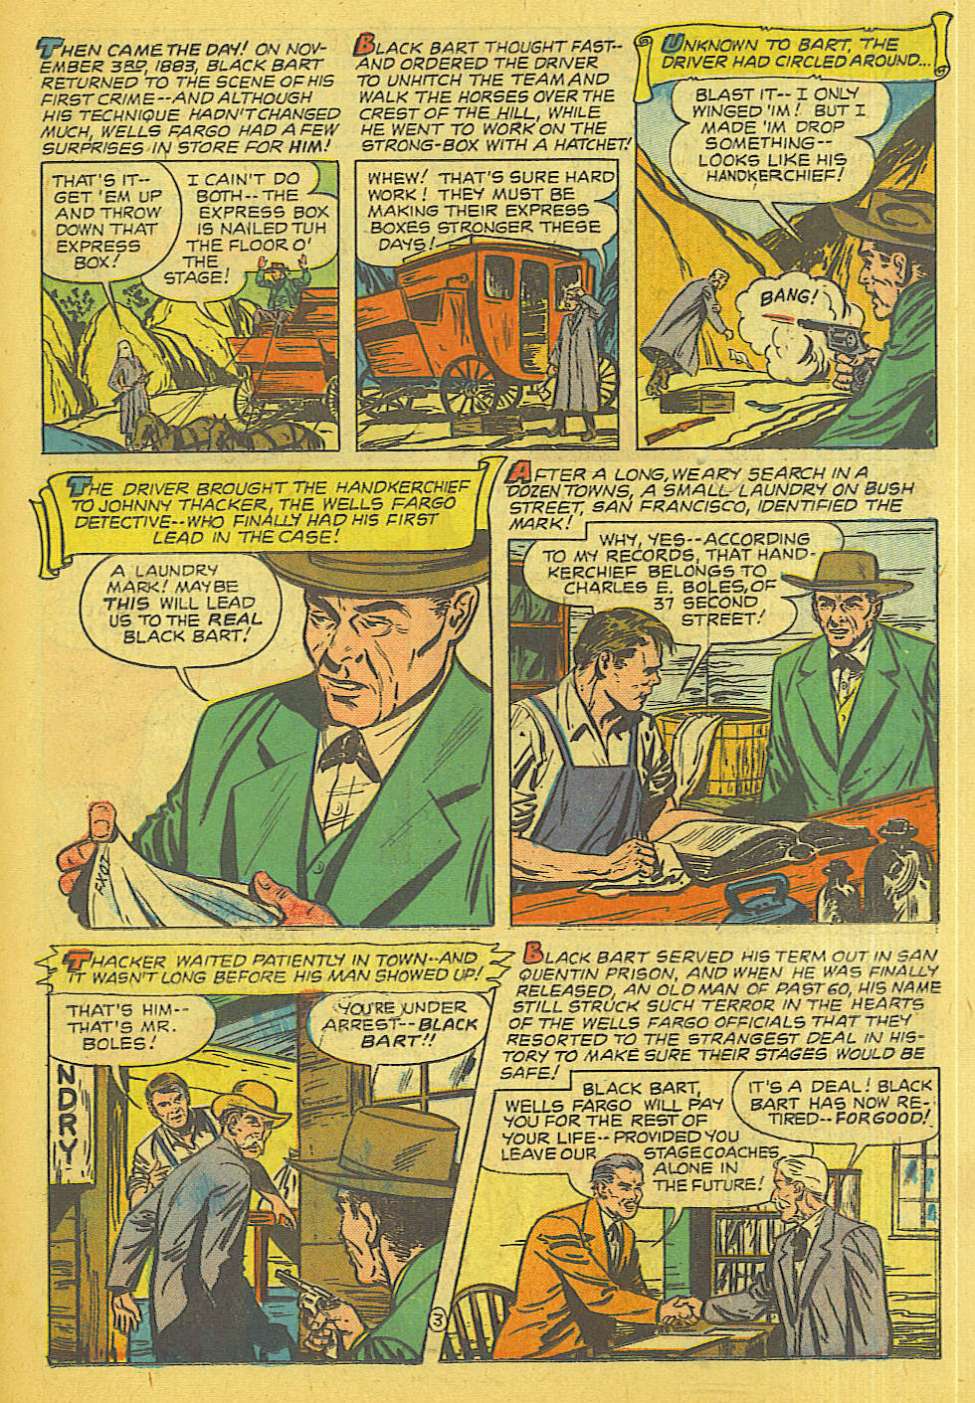 THEN CAME THE DAY! ON NOV-
EMBER 3RD, 1883, BLACK BART
RETURNED TO THE SCENE OF HIS
FIRST CRIME--AND ALTHOUGH
HIS TECHNIQUE HADN'T CHANGED
MUCH, WELLS FARGO HAD A FEW
SURPRISES IN STORE FOR HIM!
THAT'S IT--
GET 'EM UP
AND THROW
DOWN THAT
EXPRESS
BOX!
I CAIN'T DO
BOTH--THE
EXPRESS BOX
IS NAILED TUH
THE FLOOR O'
THE
STAGE!
BLACK BART THOUGHT FAST--
AND ORDERED THE DRIVER
TO UNHITCH THE TEAM AND
WALK THE HORSES OVER THE
CREST OF THE HILL, WHILE
HE WENT TO WORK ON THE
STRONG-BOX WITH A HATCHET!
WHEW! THAT'S SURE HARD
WORK! THEY MUST BE
MAKING THEIR EXPRESS
BOXES STRONGER THESE
DAYS!
UNKNOWN TO BART, THE
DRIVER HAD CIRCLED AROUND...
BLAST IT--I ONLY
WINGED 'IM! BUT I
MADE 'IM DROP
SOMETHING--
LOOKS LIKE HIS
HANDKERCHIEF!
BANG!
THE DRIVER BROUGHT THE HANDKERCHIEF
TO JOHNNY THACKER, THE WELLS FARGO
DETECTIVE--WHO FINALLY HAD HIS FIRST
LEAD IN THE CASE!
A LAUNDRY
MARK! MAYBE
THIS WILL LEAD
US TO THE REAL
BLACK BART!
FXO7
AFTER A LONG, WEARY SEARCH IN A
DOZEN TOWNS, A SMALL LAUNDRY ON BUSH
STREET, SAN FRANCISCO, IDENTIFIED THE
MARK!
WHY, YES--ACCORDING
TO MY RECORDS, THAT HAND-
KERCHIEF BELONGS TO
CHARLES E. BOLES, OF
37 SECOND
STREET!
THACKER WAITED PATIENTLY IN TOWN--AND
IT WASN'T LONG BEFORE HIS MAN SHOWED UP!
THAT'S HIM--
THAT'S MR.
BOLES!
YOU'RE UNDER
ARREST--BLACK
BART!!
NDRY
3
BLACK BART SERVED HIS TERM OUT IN SAN
QUENTIN PRISON, AND WHEN HE WAS FINALLY
RELEASED, AN OLD MAN OF PAST 60, HIS NAME
STILL STRUCK SUCH TERROR IN THE HEARTS
OF THE WELLS FARGO OFFICIALS THAT THEY
RESORTED TO THE STRANGEST DEAL IN HIS-
TORY TO MAKE SURE THEIR STAGES WOULD BE
SAFE!
BLACK BART,
WELLS FARGO WILL PAY
YOU FOR THE REST OF
YOUR LIFE--PROVIDED YOU
LEAVE OUR STAGECOACHES
ALONE IN
THE FUTURE!
IT'S A DEAL! BLACK
BART HAS NOW RE-
TIRED--FOR GOOD!